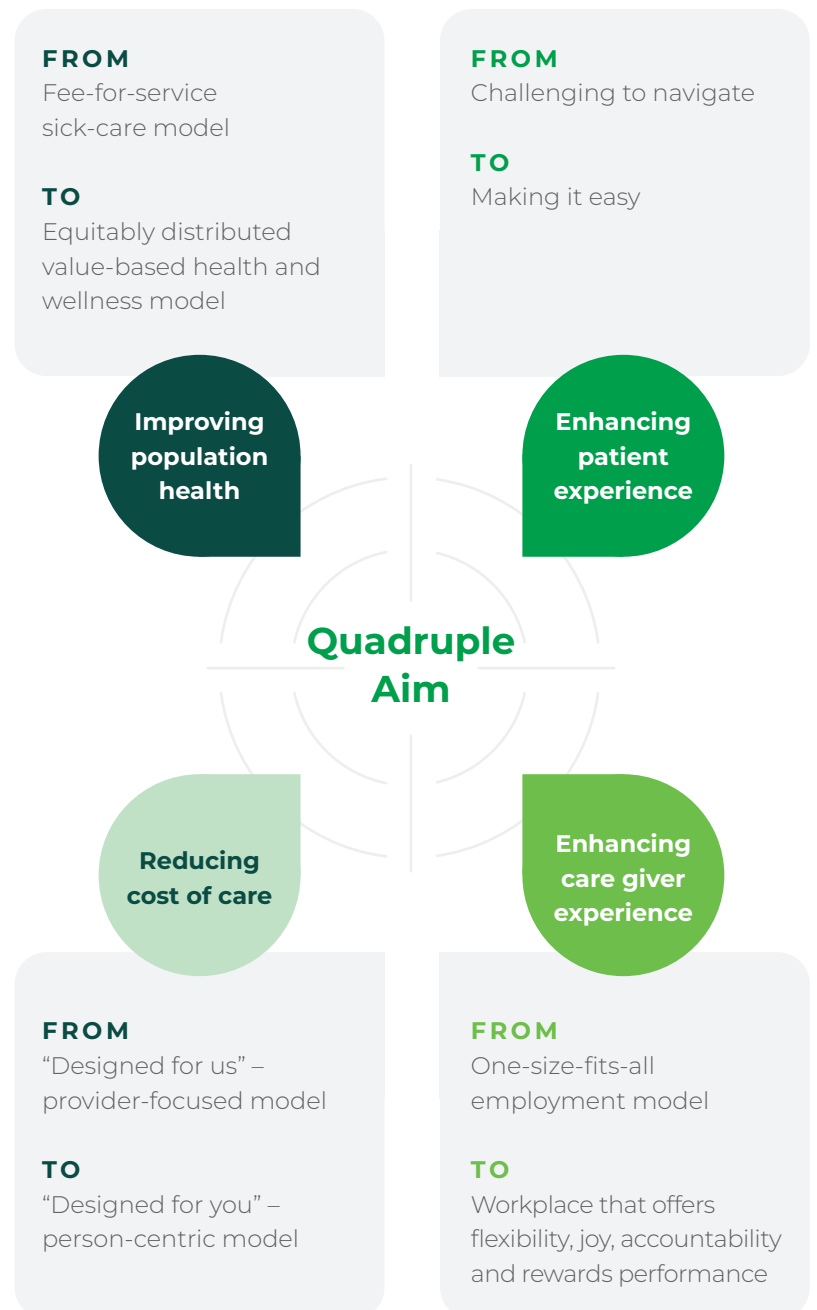 FROM
Fee-for-service
sick-care model
TO
Equitably distributed
value-based health and
wellness model
Improving
population
health
FROM
Challenging to navigate
TO
Making it easy
Enhancing
patient
experience
Quadruple
Aim
Reducing
cost of care
FROM
“Designed for us” –
provider-focused model
TO
“Designed for you” –
person-centric model
Enhancing
care giver
experience
FROM
One-size-fits-all
employment model
TO
Workplace that offers
flexibility, joy, accountability
and rewards performance